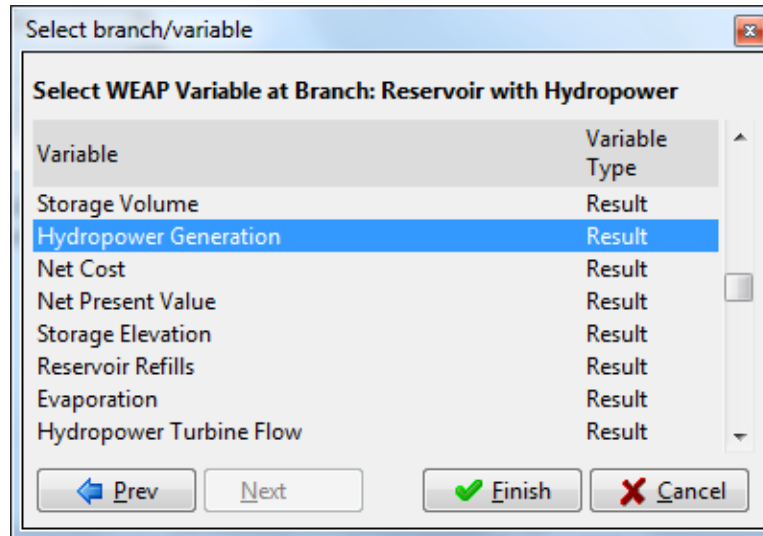 Select branch/variable
Select WEAP Variable at Branch: Reservoir with Hydropower
Variable Variable
Type
Storage Volume Result
Hydropower Generation Result
Net Cost Result
Net Present Value Result
Storage Elevation Result
Reservoir Refills Result
Evaporation Result
Hydropower Turbine Flow Result
Prev Next Finish Cancel